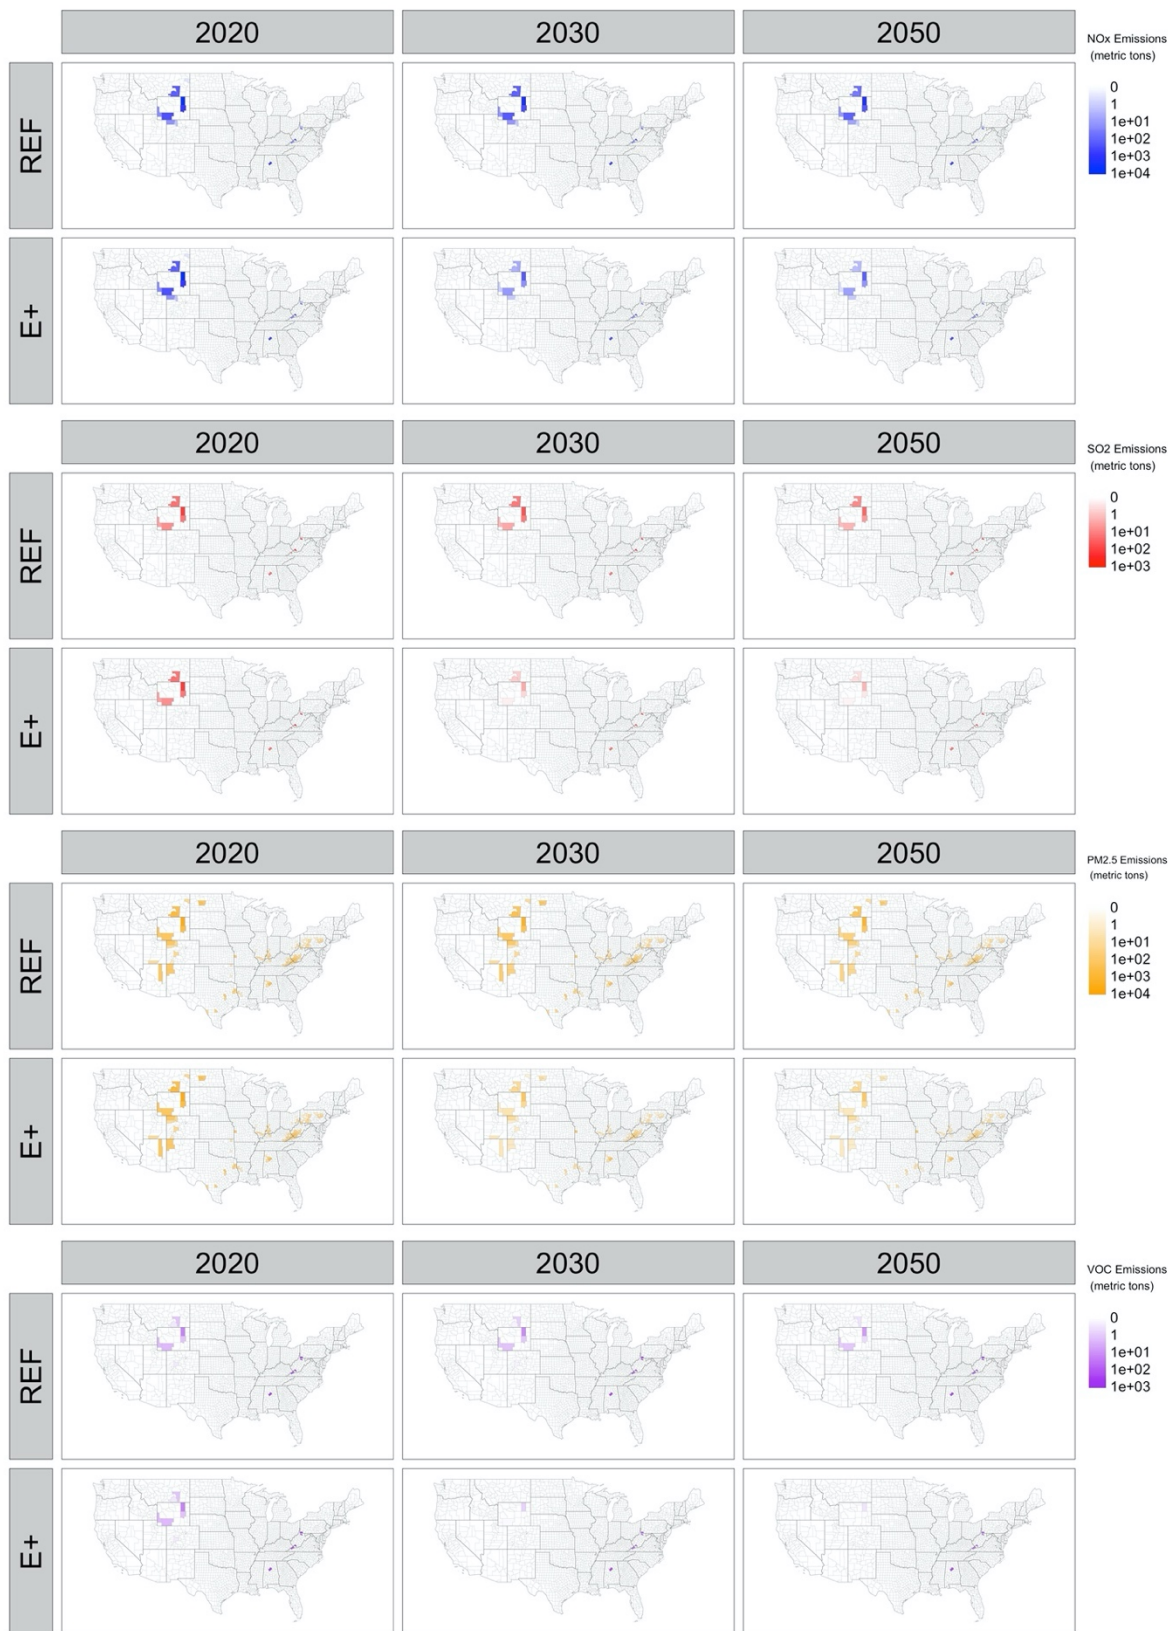 2020 2030 2050
NOx Emissions
(metric tons)
0
1
1e+01
1e+02
1e+03
1e+04
REF
E+
2020 2030 2050
SO2 Emissions
(metric tons)
0
1
1e+01
1e+02
1e+03
REF
E+
2020 2030 2050
PM2.5 Emissions
(metric tons)
0
1
1e+01
1e+02
1e+03
1e+04
REF
E+
2020 2030 2050
VOC Emissions
(metric tons)
0
1
1e+01
1e+02
1e+03
REF
E+